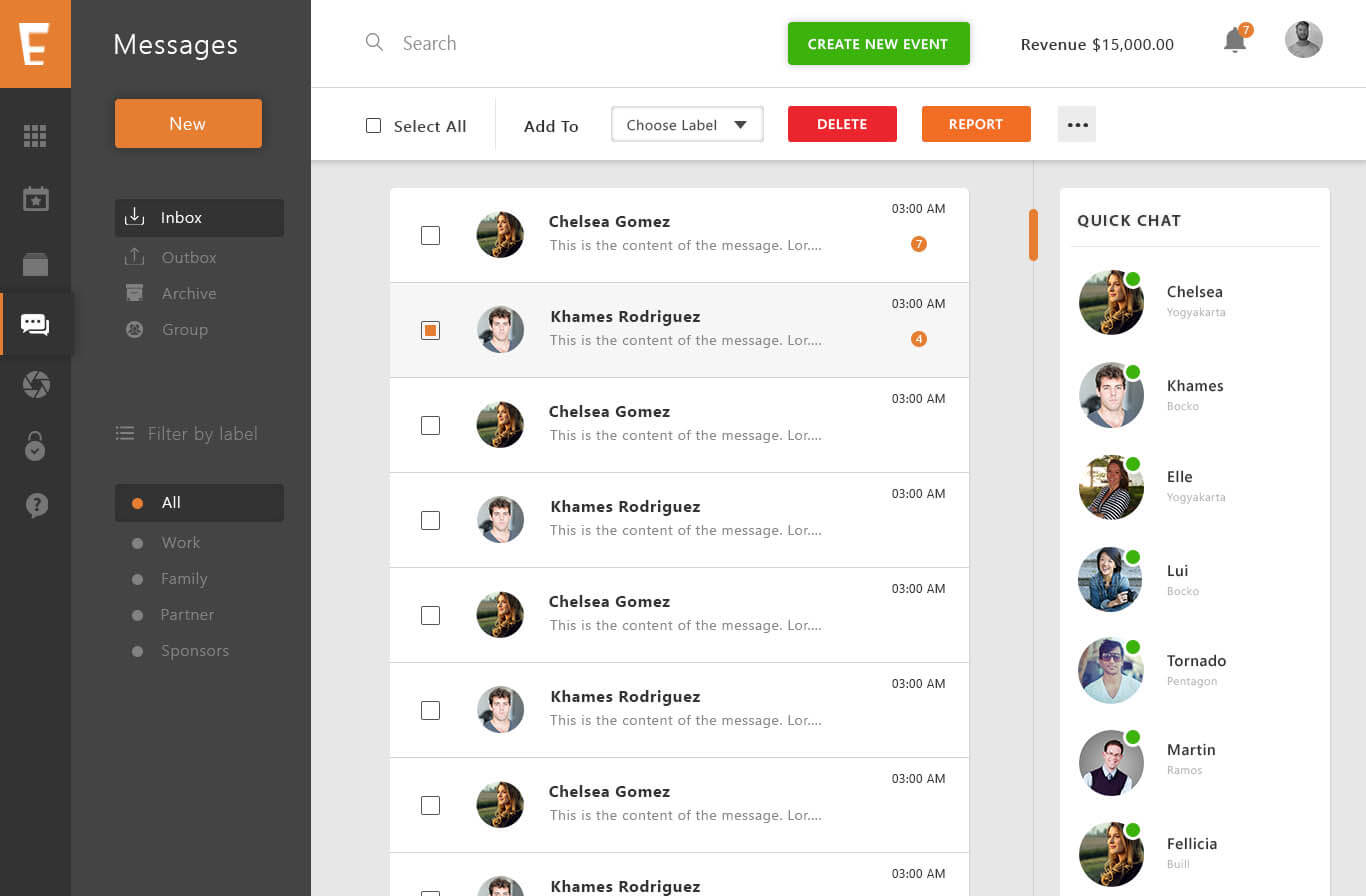 E
Messages
Search
CREATE NEW EVENT
Revenue $15,000.00
7
New
Select All
Add To
Choose Label
DELETE
REPORT
Inbox
Outbox
Archive
Group
Filter by label
All
Work
Family
Partner
Sponsors
Chelsea Gomez
03:00 AM
This is the content of the message. Lor....
7
Khames Rodriguez
03:00 AM
This is the content of the message. Lor....
4
Chelsea Gomez
03:00 AM
This is the content of the message. Lor....
Khames Rodriguez
03:00 AM
This is the content of the message. Lor....
Chelsea Gomez
03:00 AM
This is the content of the message. Lor....
Khames Rodriguez
03:00 AM
This is the content of the message. Lor....
Chelsea Gomez
03:00 AM
This is the content of the message. Lor....
Khames Rodriguez
03:00 AM
QUICK CHAT
Chelsea
Yogyakarta
Khames
Bocko
Elle
Yogyakarta
Lui
Bocko
Tornado
Pentagon
Martin
Ramos
Fellicia
Buill